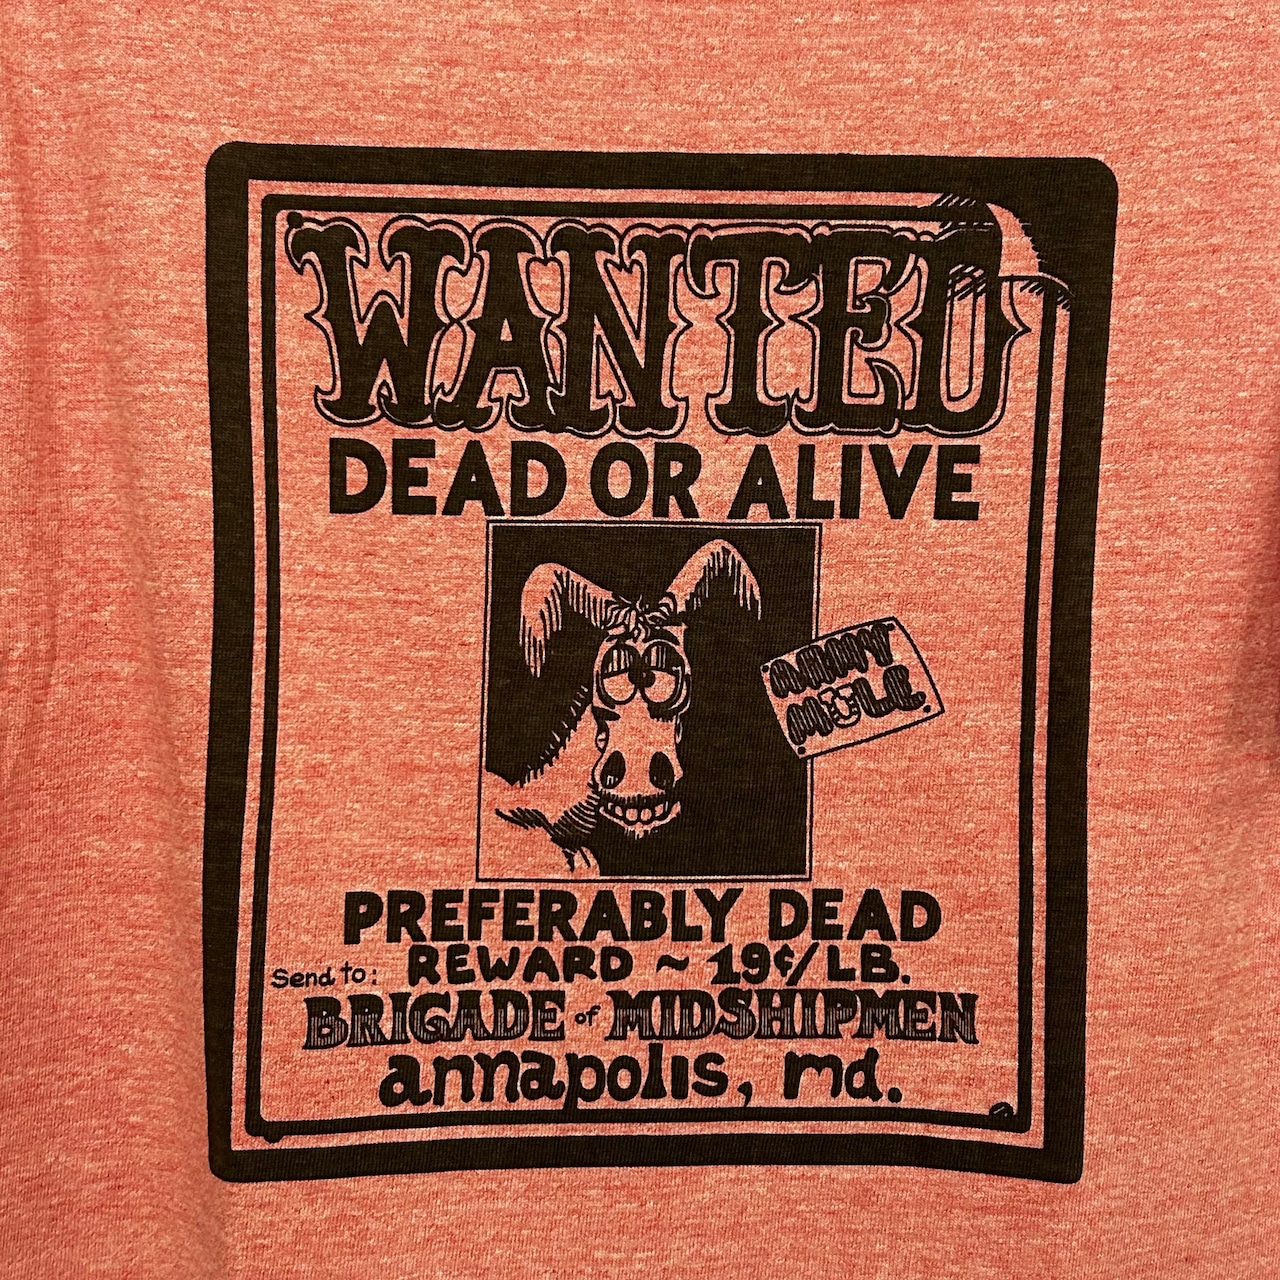 WANTED
DEAD OR ALIVE
ARMY
MULE
PREFERABLY DEAD
REWARD ~ 19¢/LB.
Send to:
BRIGADE of MIDSHIPMEN
annapolis, md.